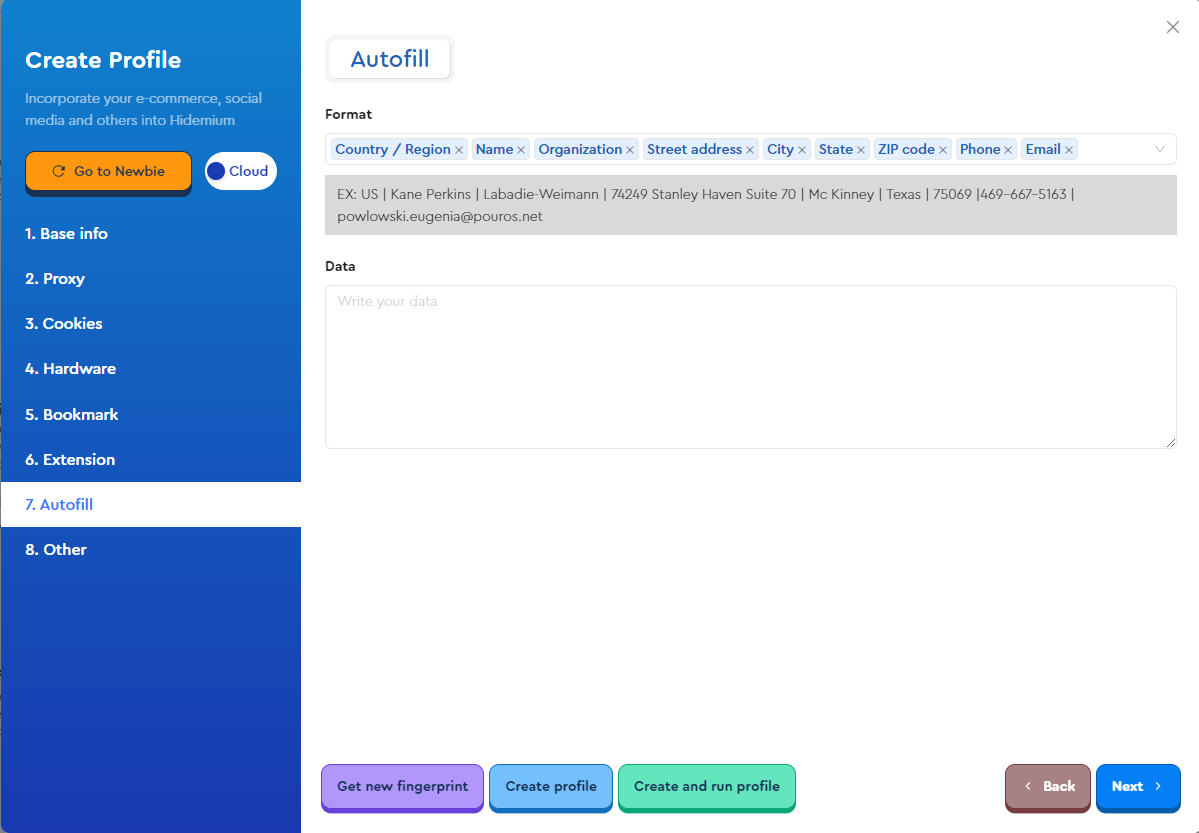 Create Profile
Incorporate your e-commerce, social
media and others into Hidemium
Go to Newbie
Cloud
1. Base info
2. Proxy
3. Cookies
4. Hardware
5. Bookmark
6. Extension
7. Autofill
8. Other
Autofill
Format
Country / Region Name Organization Street address City State ZIP code Phone Email
EX: US | Kane Perkins | Labadie-Weimann | 74249 Stanley Haven Suite 70 | Mc Kinney | Texas | 75069 |469-667-5163 |
powlowski.eugenia@pouros.net
Data
Write your data
Get new fingerprint
Create profile
Create and run profile
Back
Next